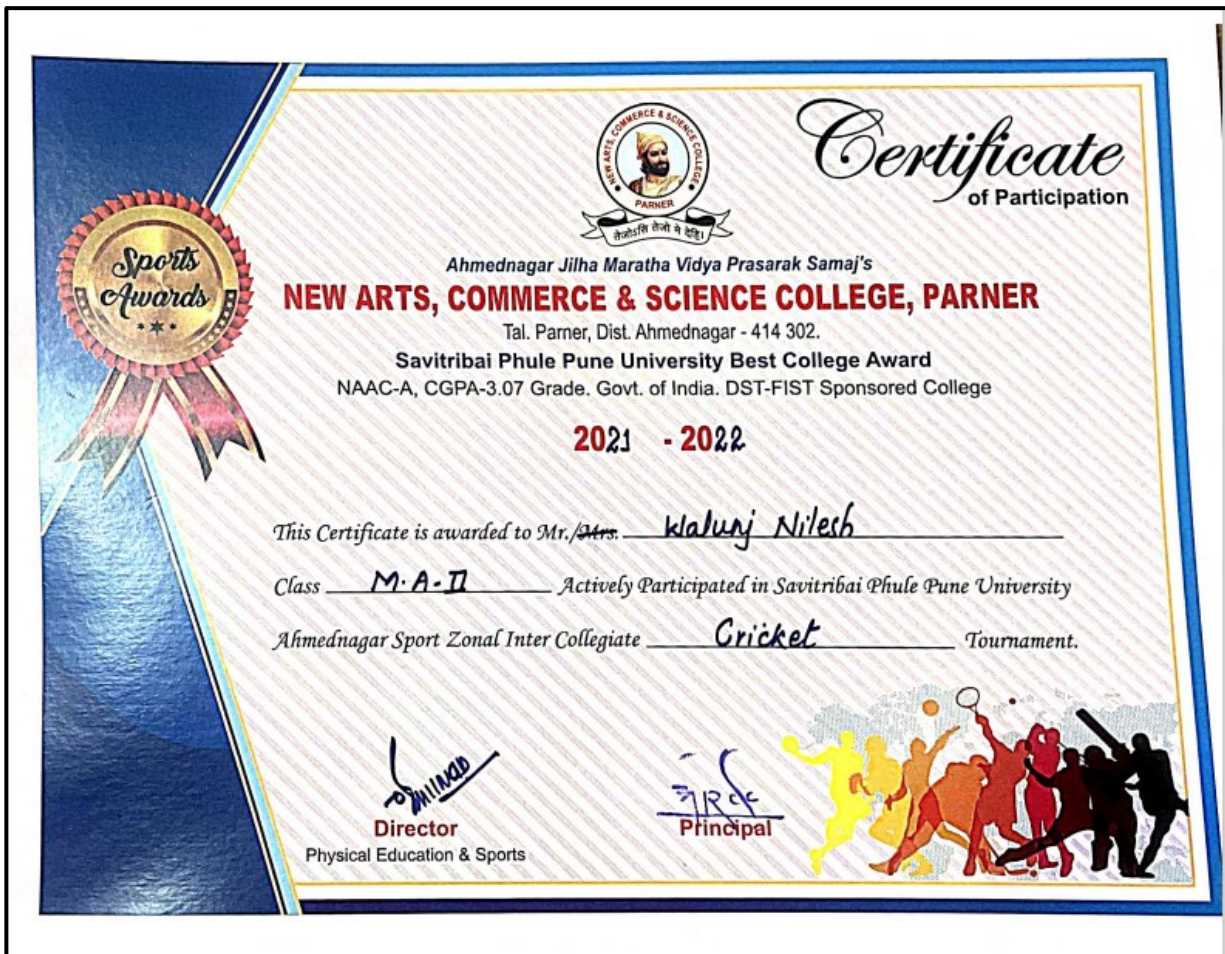 NEW ARTS, COMMERCE & SCIENCE COLLEGE
PARNER
तेजोऽसि तेजो मे देहि।
Certificate
of Participation
Sports
Awards
Ahmednagar Jilha Maratha Vidya Prasarak Samaj's
NEW ARTS, COMMERCE & SCIENCE COLLEGE, PARNER
Tal. Parner, Dist. Ahmednagar - 414 302.
Savitribai Phule Pune University Best College Award
NAAC-A, CGPA-3.07 Grade. Govt. of India. DST-FIST Sponsored College
2021 - 2022
This Certificate is awarded to Mr./Mrs. Walunj Nilesh
Class M.A-II Actively Participated in Savitribai Phule Pune University
Ahmednagar Sport Zonal Inter Collegiate Cricket Tournament.
Director
Physical Education & Sports
Principal